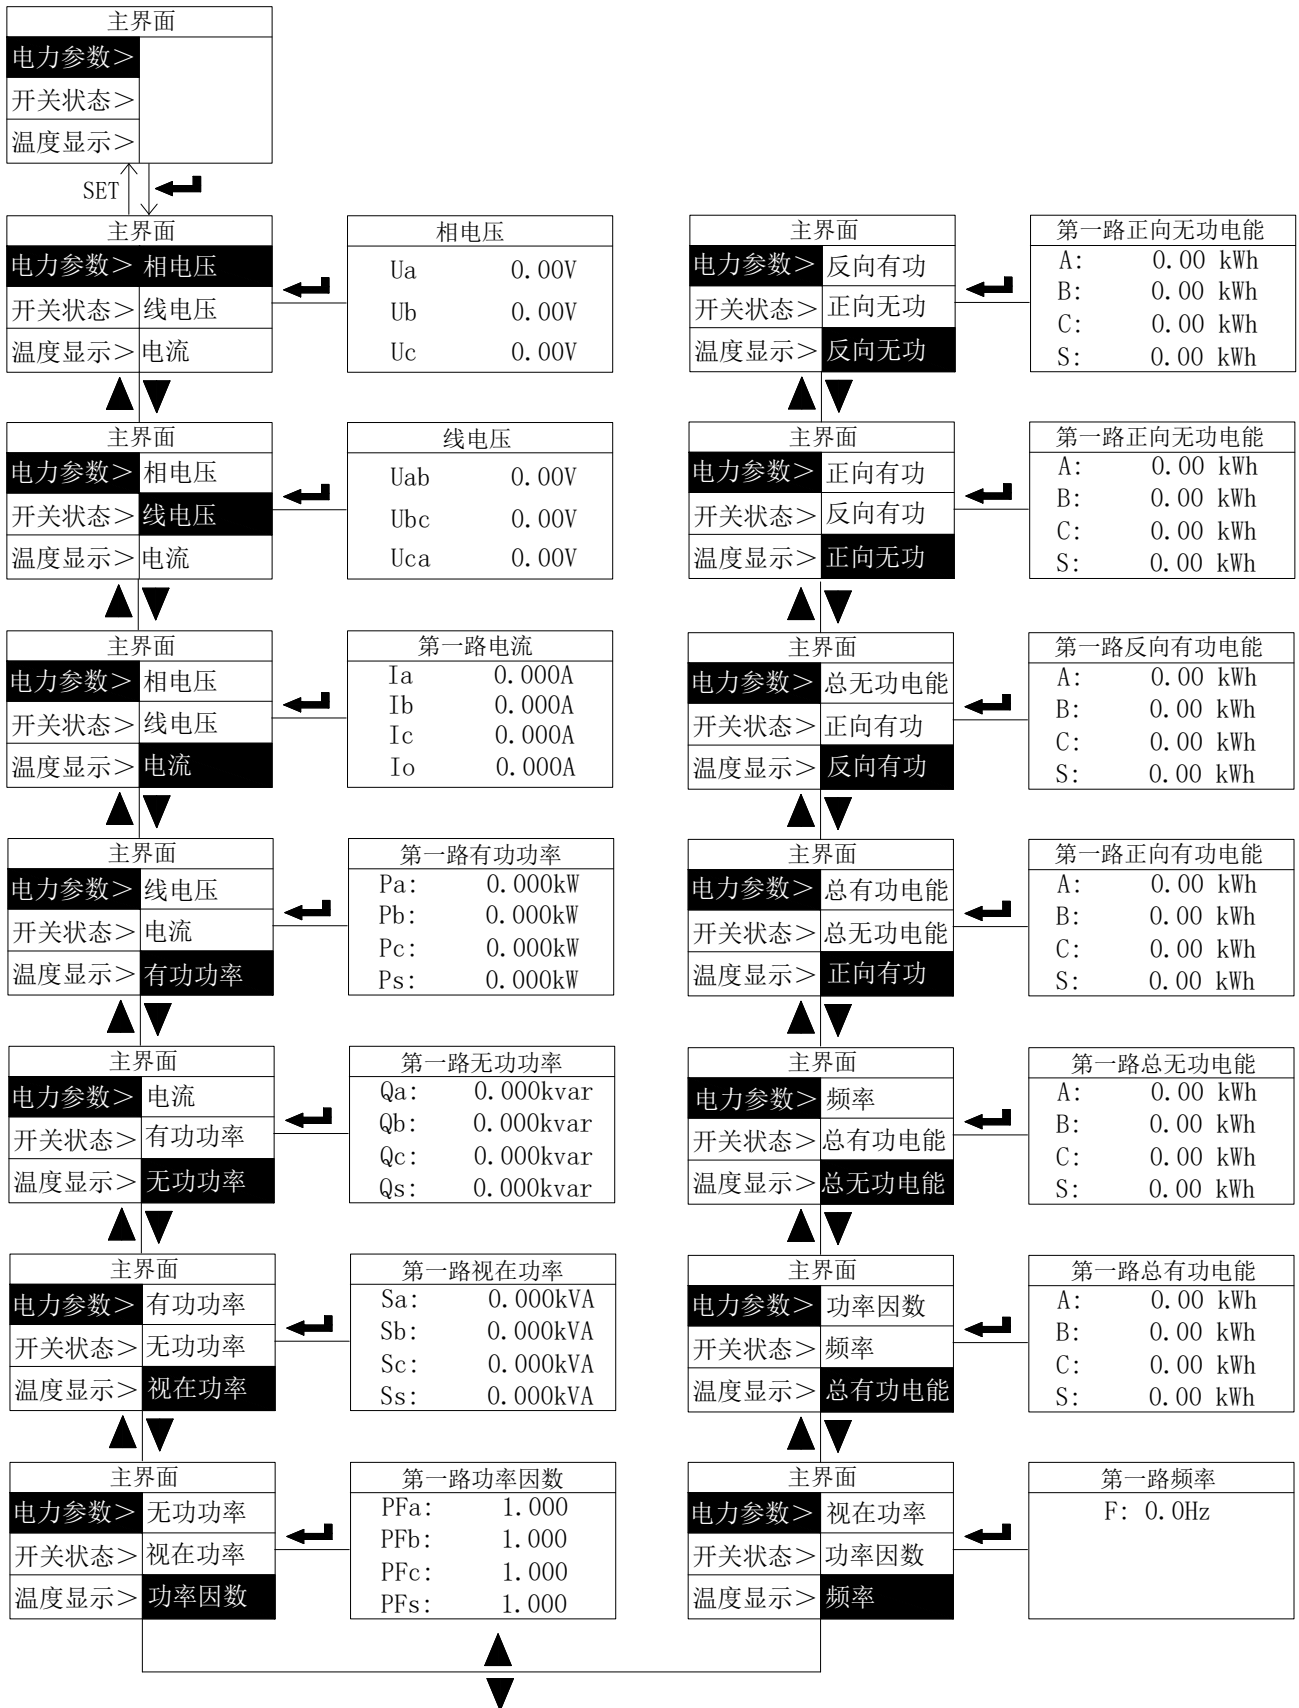 主界面
电力参数>
开关状态>
温度显示>
SET
主界面
电力参数> 相电压
开关状态> 线电压
温度显示> 电流
相电压
Ua 0.00V
Ub 0.00V
Uc 0.00V
主界面
电力参数> 相电压
开关状态> 线电压
温度显示> 电流
线电压
Uab 0.00V
Ubc 0.00V
Uca 0.00V
主界面
电力参数> 相电压
开关状态> 线电压
温度显示> 电流
第一路电流
Ia 0.000A
Ib 0.000A
Ic 0.000A
Io 0.000A
主界面
电力参数> 线电压
开关状态> 电流
温度显示> 有功功率
第一路有功功率
Pa: 0.000kW
Pb: 0.000kW
Pc: 0.000kW
Ps: 0.000kW
主界面
电力参数> 电流
开关状态> 有功功率
温度显示> 无功功率
第一路无功功率
Qa: 0.000kvar
Qb: 0.000kvar
Qc: 0.000kvar
Qs: 0.000kvar
主界面
电力参数> 有功功率
开关状态> 无功功率
温度显示> 视在功率
第一路视在功率
Sa: 0.000kVA
Sb: 0.000kVA
Sc: 0.000kVA
Ss: 0.000kVA
主界面
电力参数> 无功功率
开关状态> 视在功率
温度显示> 功率因数
第一路功率因数
PFa: 1.000
PFb: 1.000
PFc: 1.000
PFs: 1.000
主界面
电力参数> 反向有功
开关状态> 正向无功
温度显示> 反向无功
第一路正向无功电能
A: 0.00 kWh
B: 0.00 kWh
C: 0.00 kWh
S: 0.00 kWh
主界面
电力参数> 正向有功
开关状态> 反向有功
温度显示> 正向无功
第一路正向无功电能
A: 0.00 kWh
B: 0.00 kWh
C: 0.00 kWh
S: 0.00 kWh
主界面
电力参数> 总无功电能
开关状态> 正向有功
温度显示> 反向有功
第一路反向有功电能
A: 0.00 kWh
B: 0.00 kWh
C: 0.00 kWh
S: 0.00 kWh
主界面
电力参数> 总有功电能
开关状态> 总无功电能
温度显示> 正向有功
第一路正向有功电能
A: 0.00 kWh
B: 0.00 kWh
C: 0.00 kWh
S: 0.00 kWh
主界面
电力参数> 频率
开关状态> 总有功电能
温度显示> 总无功电能
第一路总无功电能
A: 0.00 kWh
B: 0.00 kWh
C: 0.00 kWh
S: 0.00 kWh
主界面
电力参数> 功率因数
开关状态> 频率
温度显示> 总有功电能
第一路总有功电能
A: 0.00 kWh
B: 0.00 kWh
C: 0.00 kWh
S: 0.00 kWh
主界面
电力参数> 视在功率
开关状态> 功率因数
温度显示> 频率
第一路频率
F: 0.0Hz